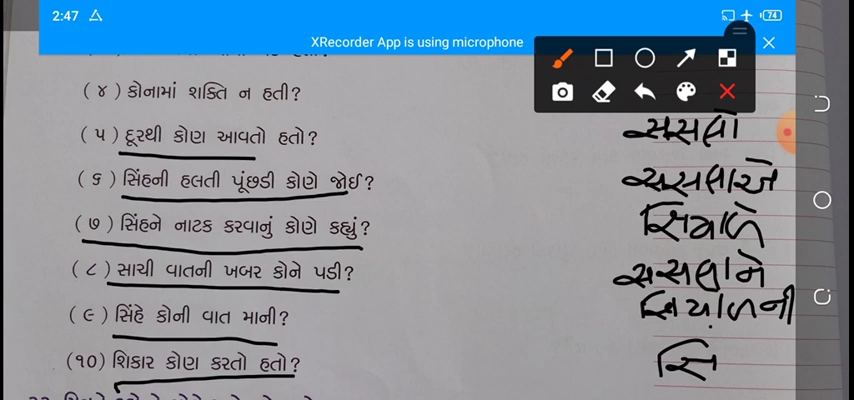 2:47 74
XRecorder App is using microphone
(૪) કોનામાં શક્તિ ન હતી?
(૫) દૂરથી કોણ આવતો હતો? સસલો
(૬) સિંહની હલતી પૂંછડી કોણે જોઈ? સસલાએ
(૭) સિંહને નાટક કરવાનું કોણે કહ્યું? શિયાળે
(૮) સાચી વાતની ખબર કોને પડી? સસલાને
(૯) સિંહે કોની વાત માની? શિયાળની
(૧૦) શિકાર કોણ કરતો હતો? સિ